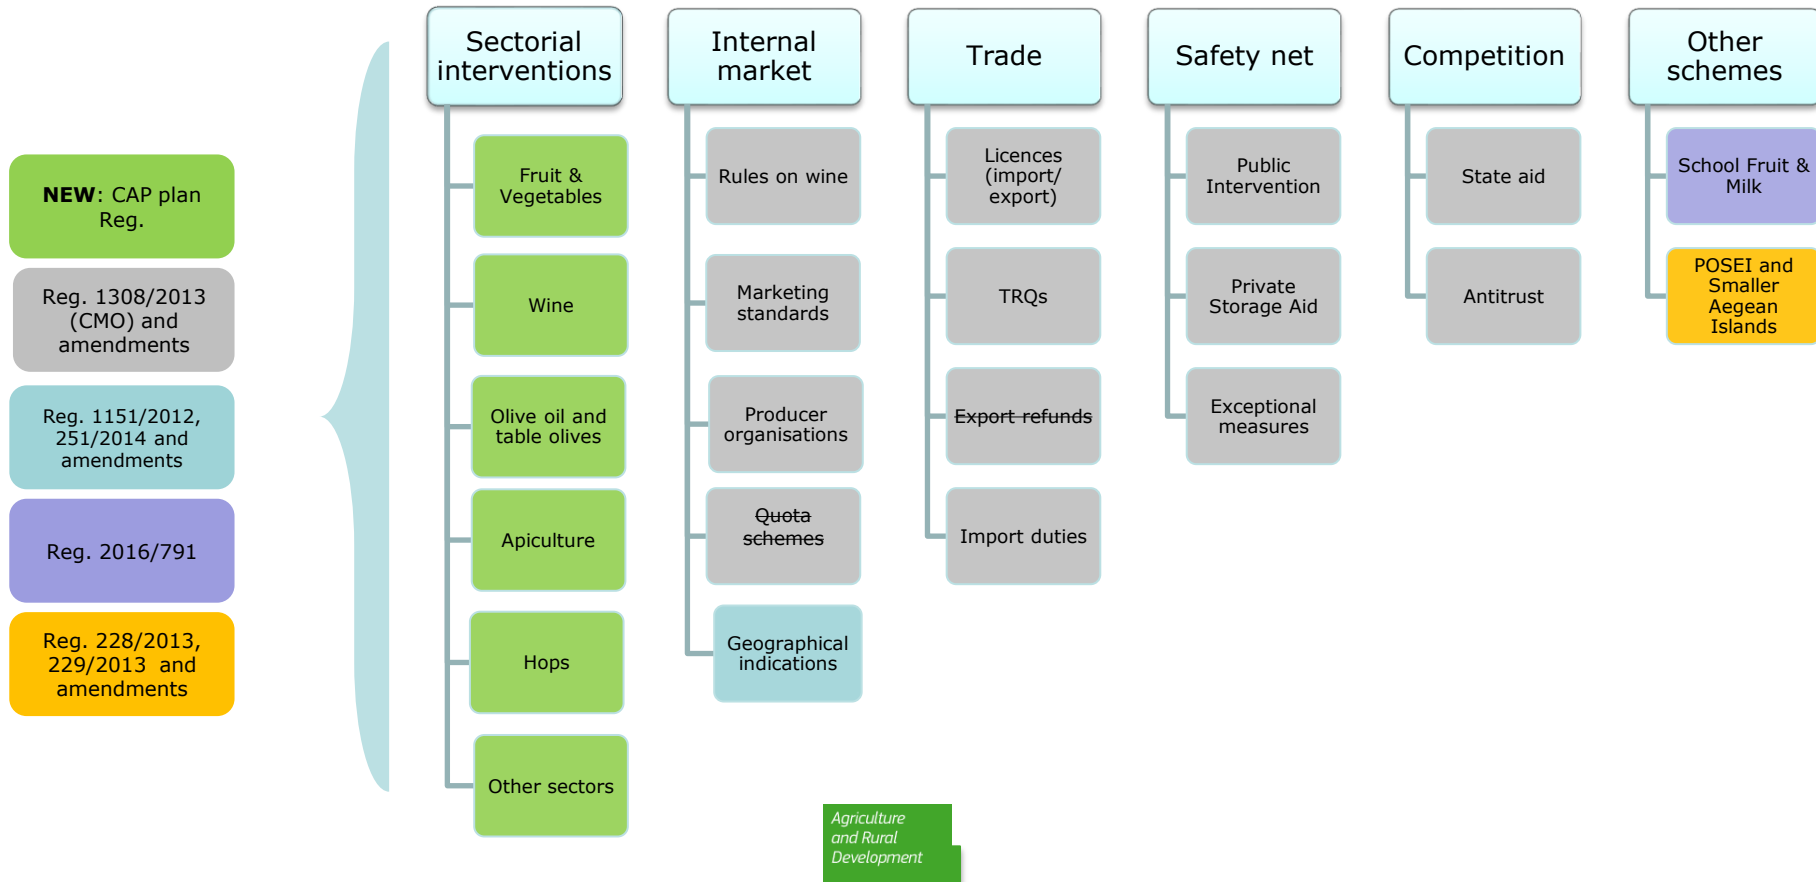 NEW: CAP plan
Reg.
Reg. 1308/2013
(CMO) and
amendments
Reg. 1151/2012,
251/2014 and
amendments
Reg. 2016/791
Reg. 228/2013,
229/2013 and
amendments
Sectorial
interventions
Fruit &
Vegetables
Wine
Olive oil and
table olives
Apiculture
Hops
Other sectors
Internal
market
Rules on wine
Marketing
standards
Producer
organisations
Quota
schemes
Geographical
indications
Trade
Licences
(import/
export)
TRQs
Export refunds
Import duties
Safety net
Public
Intervention
Private
Storage Aid
Exceptional
measures
Competition
State aid
Antitrust
Other
schemes
School Fruit &
Milk
POSEI and
Smaller
Aegean
Islands
Agriculture
and Rural
Development